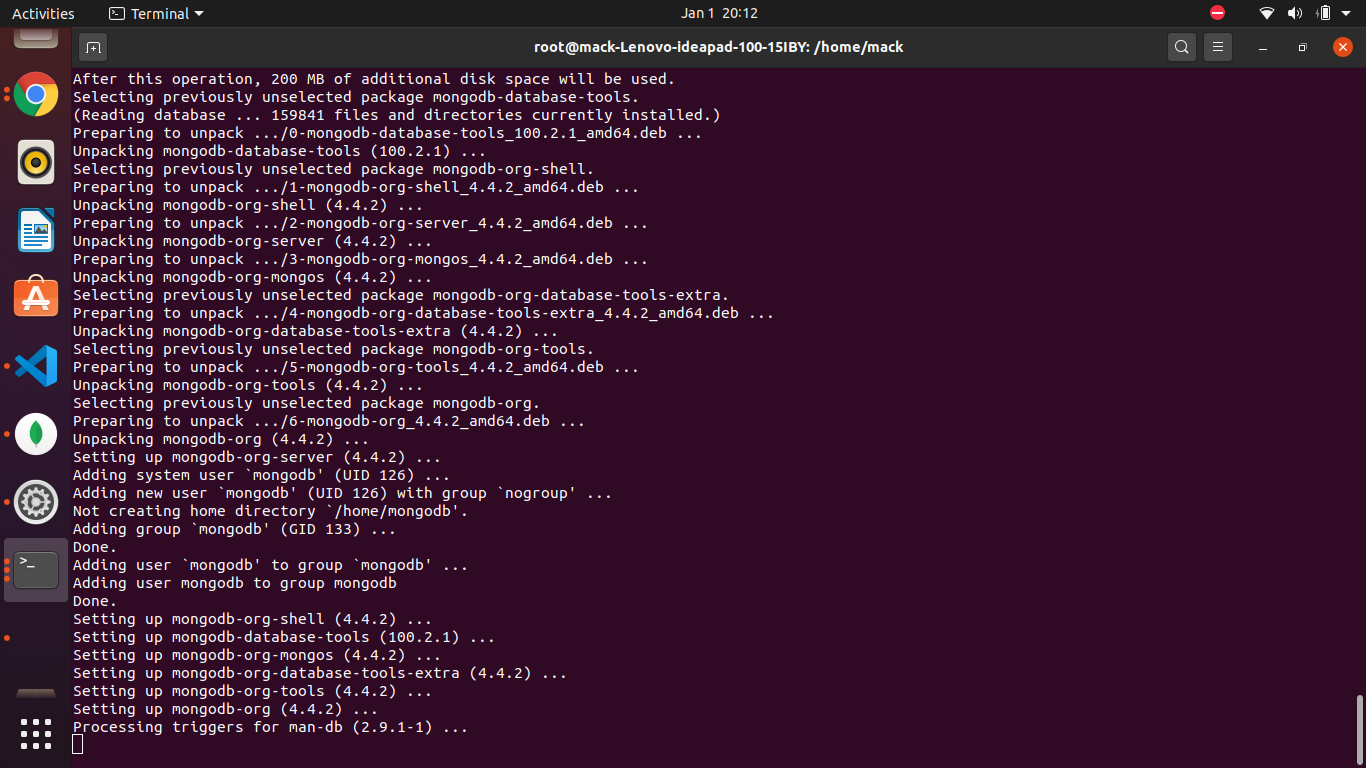 Activities
Terminal
Jan 1 20:12
root@mack-Lenovo-ideapad-100-15IBY: /home/mack
After this operation, 200 MB of additional disk space will be used.
Selecting previously unselected package mongodb-database-tools.
(Reading database ... 159841 files and directories currently installed.)
Preparing to unpack .../0-mongodb-database-tools_100.2.1_amd64.deb ...
Unpacking mongodb-database-tools (100.2.1) ...
Selecting previously unselected package mongodb-org-shell.
Preparing to unpack .../1-mongodb-org-shell_4.4.2_amd64.deb ...
Unpacking mongodb-org-shell (4.4.2) ...
Preparing to unpack .../2-mongodb-org-server_4.4.2_amd64.deb ...
Unpacking mongodb-org-server (4.4.2) ...
Preparing to unpack .../3-mongodb-org-mongos_4.4.2_amd64.deb ...
Unpacking mongodb-org-mongos (4.4.2) ...
Selecting previously unselected package mongodb-org-database-tools-extra.
Preparing to unpack .../4-mongodb-org-database-tools-extra_4.4.2_amd64.deb ...
Unpacking mongodb-org-database-tools-extra (4.4.2) ...
Selecting previously unselected package mongodb-org-tools.
Preparing to unpack .../5-mongodb-org-tools_4.4.2_amd64.deb ...
Unpacking mongodb-org-tools (4.4.2) ...
Selecting previously unselected package mongodb-org.
Preparing to unpack .../6-mongodb-org_4.4.2_amd64.deb ...
Unpacking mongodb-org (4.4.2) ...
Setting up mongodb-org-server (4.4.2) ...
Adding system user `mongodb' (UID 126) ...
Adding new user `mongodb' (UID 126) with group `nogroup' ...
Not creating home directory `/home/mongodb'.
Adding group `mongodb' (GID 133) ...
Done.
Adding user `mongodb' to group `mongodb' ...
Adding user mongodb to group mongodb
Done.
Setting up mongodb-org-shell (4.4.2) ...
Setting up mongodb-database-tools (100.2.1) ...
Setting up mongodb-org-mongos (4.4.2) ...
Setting up mongodb-org-database-tools-extra (4.4.2) ...
Setting up mongodb-org-tools (4.4.2) ...
Setting up mongodb-org (4.4.2) ...
Processing triggers for man-db (2.9.1-1) ...